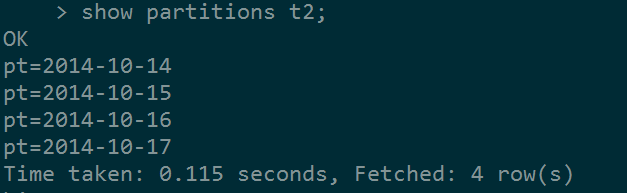 > show partitions t2;
OK
pt=2014-10-14
pt=2014-10-15
pt=2014-10-16
pt=2014-10-17
Time taken: 0.115 seconds, Fetched: 4 row(s)